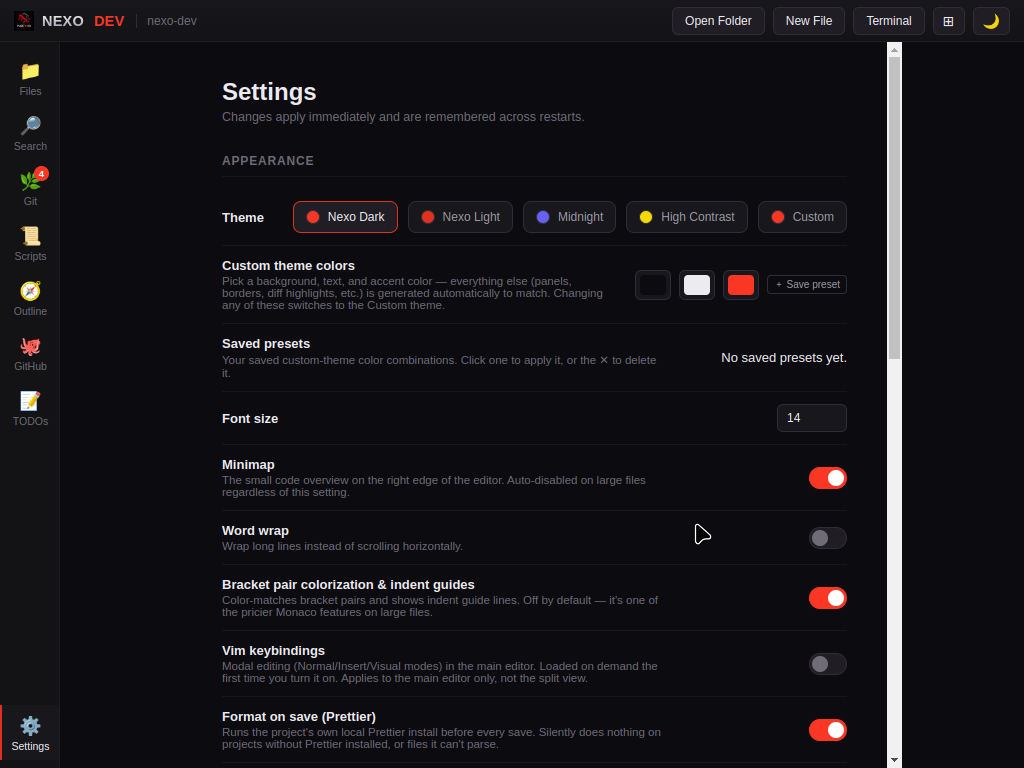 NEXO DEV nexo-dev
Open Folder
New File
Terminal
Files
Search
4
Git
Scripts
Outline
GitHub
TODOs
Settings
Settings
Changes apply immediately and are remembered across restarts.
APPEARANCE
Theme
Nexo Dark
Nexo Light
Midnight
High Contrast
Custom
Custom theme colors
Pick a background, text, and accent color — everything else (panels,
borders, diff highlights, etc.) is generated automatically to match. Changing
any of these switches to the Custom theme.
+ Save preset
Saved presets
Your saved custom-theme color combinations. Click one to apply it, or the ✕ to delete
it.
No saved presets yet.
Font size
14
Minimap
The small code overview on the right edge of the editor. Auto-disabled on large files
regardless of this setting.
Word wrap
Wrap long lines instead of scrolling horizontally.
Bracket pair colorization & indent guides
Color-matches bracket pairs and shows indent guide lines. Off by default — it's one of
the pricier Monaco features on large files.
Vim keybindings
Modal editing (Normal/Insert/Visual modes) in the main editor. Loaded on demand the
first time you turn it on. Applies to the main editor only, not the split view.
Format on save (Prettier)
Runs the project's own local Prettier install before every save. Silently does nothing on
projects without Prettier installed, or files it can't parse.